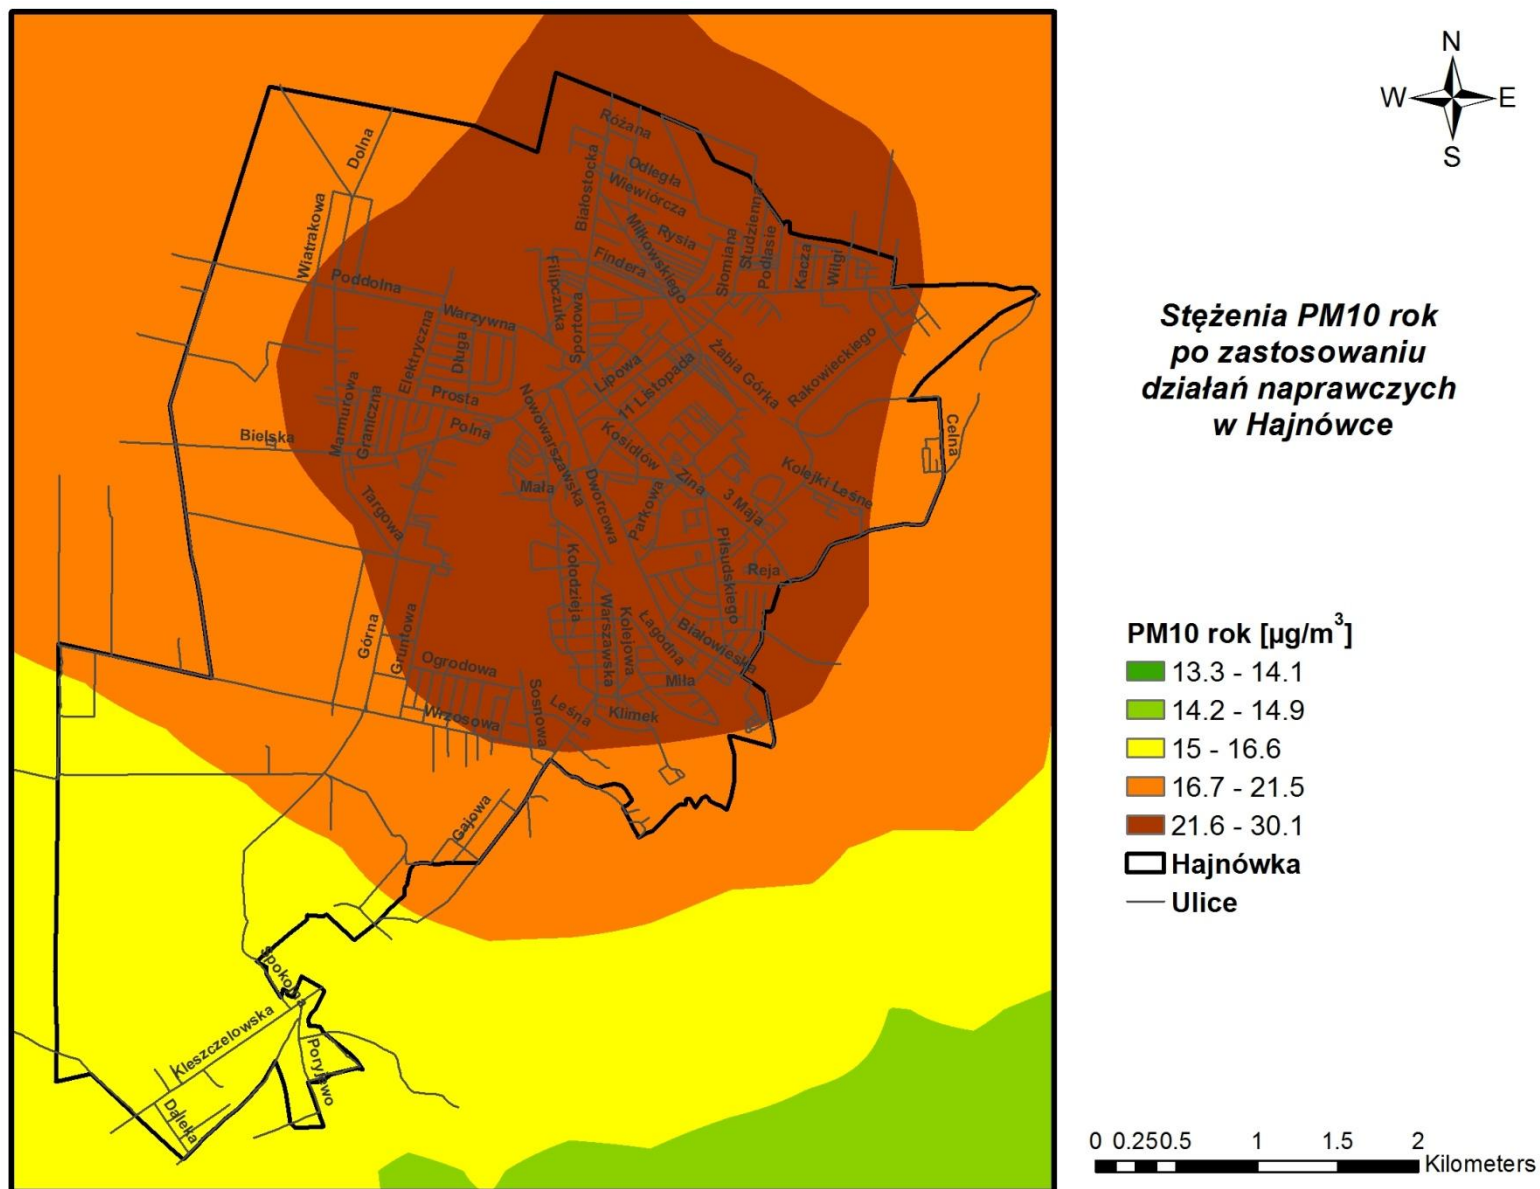 N
W E
S
Stężenia PM10 rok
po zastosowaniu
działań naprawczych
w Hajnówce
PM10 rok [µg/m³]
13.3 - 14.1
14.2 - 14.9
15 - 16.6
16.7 - 21.5
21.6 - 30.1
Hajnówka
Ulice
0 0.25 0.5 1 1.5 2
Kilometers
Różana
Dolna
Odległa
Białostocka
Wiewiórcza
Wiatrakowa
Miłkowskiego
Rysia
Słomiana
Studzienna
Podlasie
Kacza
Wilgi
Findera
Filipczuka
Poddolna
Warzywna
Sportowa
Elektryczna
Długa
Lipowa
11 Listopada
Żabia Górka
Rakowieckiego
Marmurowa
Graniczna
Prosta
Polna
Nowowarszawska
Kosidłów
Bielska
Celna
Zina
3 Maja
Kolejki Leśne
Mała
Dworcowa
Parkowa
Targowa
Piłsudskiego
Reja
Kołodzieja
Warszawska
Kolejowa
Łagodna
Białowieska
Górna
Gruntowa
Ogrodowa
Miła
Sosnowa
Leśna
Klimek
Wrzosowa
Gajowa
Spokojna
Kleszczelowska
Poryjewo
Daleka